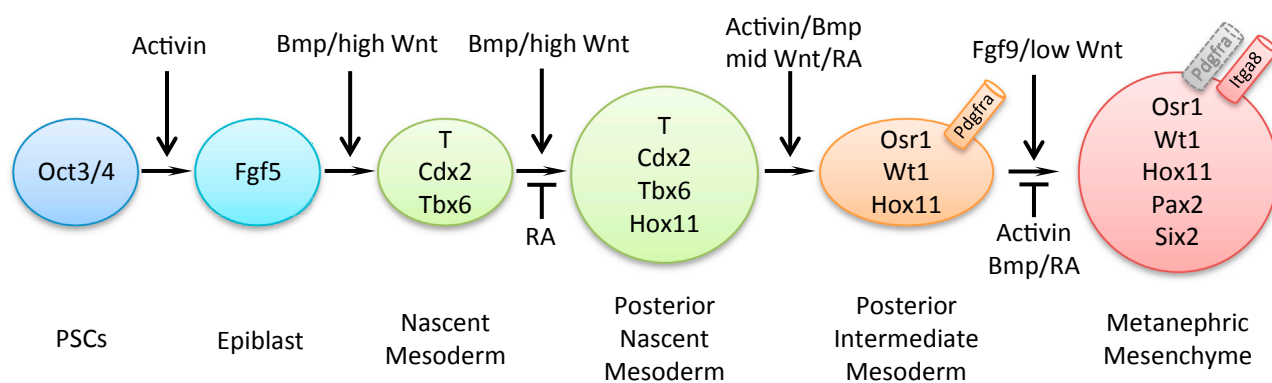 Activin
Bmp/high Wnt
Bmp/high Wnt
Activin/Bmp
mid Wnt/RA
Fgf9/low Wnt
Oct3/4
Fgf5
T
Cdx2
Tbx6
RA
T
Cdx2
Tbx6
Hox11
Pdgfra
Osr1
Wt1
Hox11
Activin
Bmp/RA
Pdgfra
Itga8
Osr1
Wt1
Hox11
Pax2
Six2
PSCs
Epiblast
Nascent
Mesoderm
Posterior
Nascent
Mesoderm
Posterior
Intermediate
Mesoderm
Metanephric
Mesenchyme